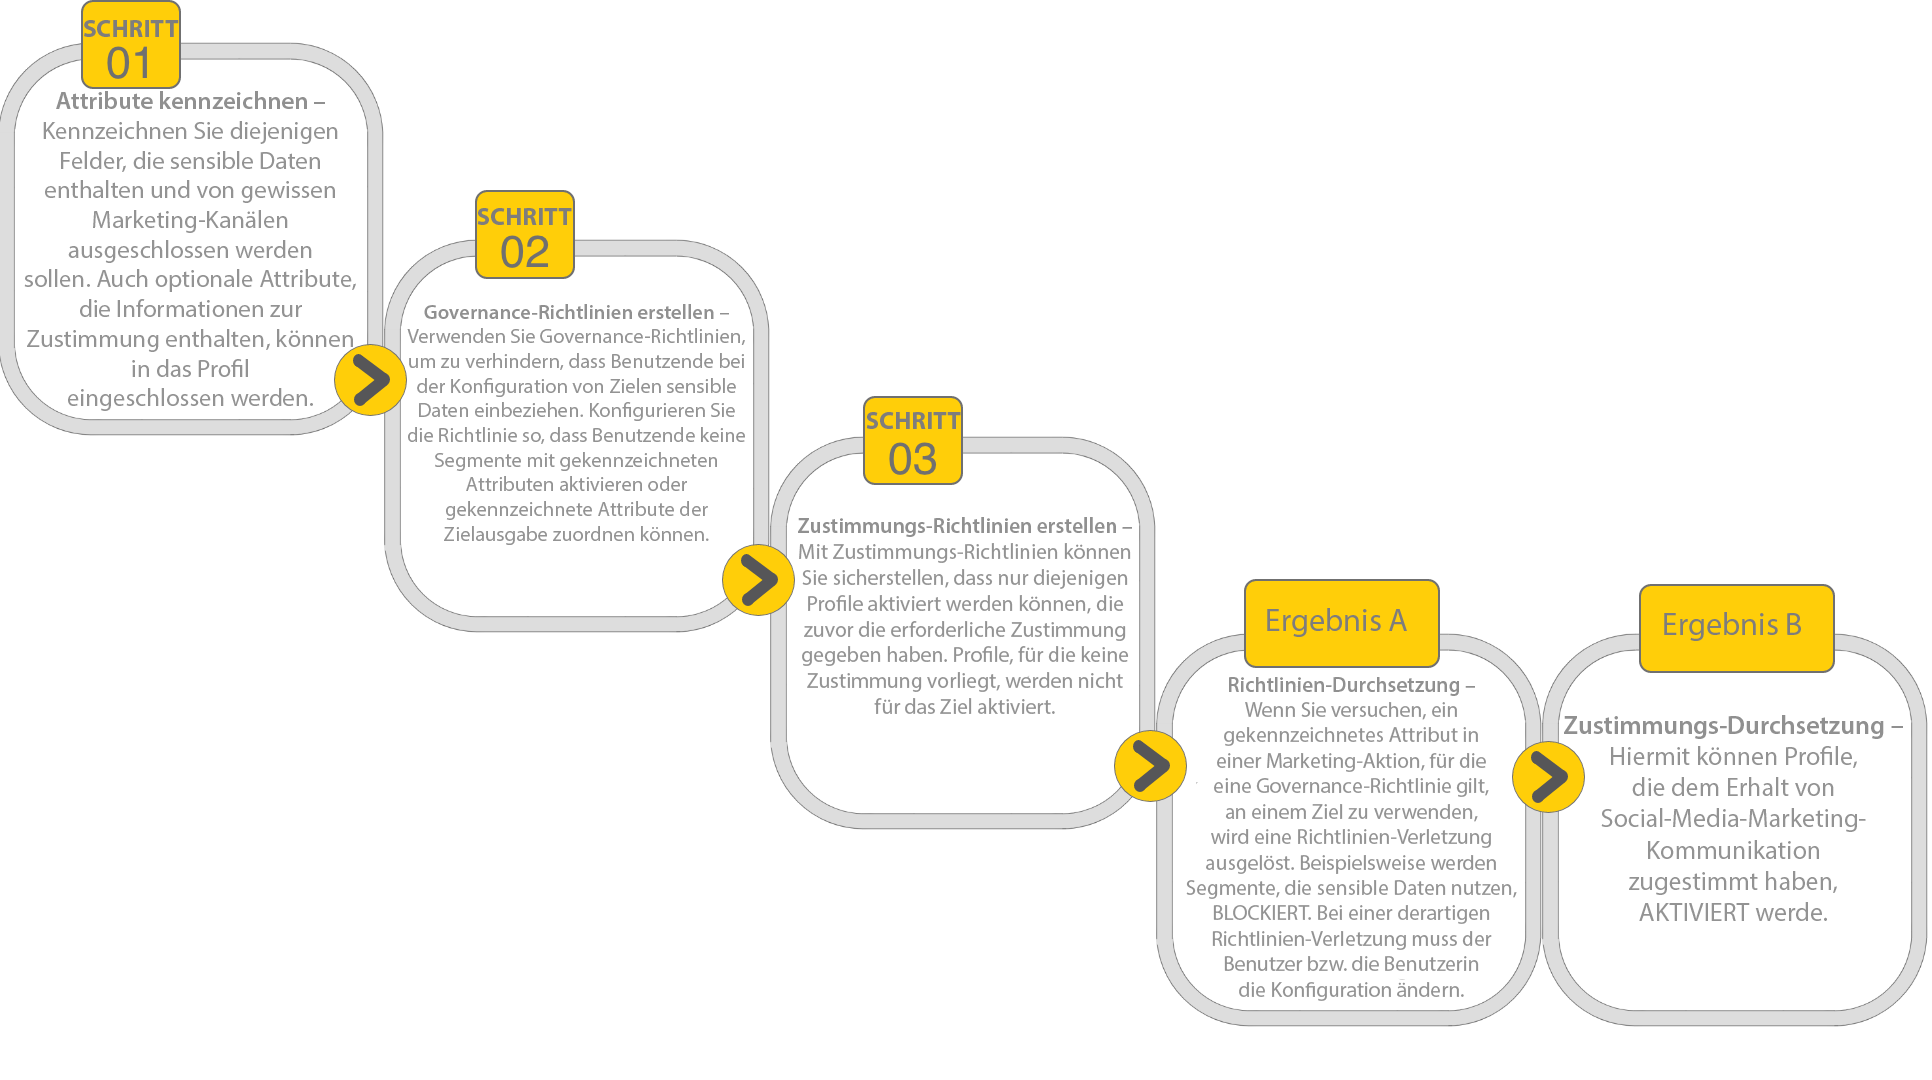 SCHRITT
01
Attribute kennzeichnen –
Kennzeichnen Sie diejenigen
Felder, die sensible Daten
enthalten und von gewissen
Marketing-Kanälen
ausgeschlossen werden
sollen. Auch optionale Attribute,
die Informationen zur
Zustimmung enthalten, können
in das Profil
eingeschlossen werden.
SCHRITT
02
Governance-Richtlinien erstellen –
Verwenden Sie Governance-Richtlinien,
um zu verhindern, dass Benutzende bei
der Konfiguration von Zielen sensible
Daten einbeziehen. Konfigurieren Sie
die Richtlinie so, dass Benutzende keine
Segmente mit gekennzeichneten
Attributen aktivieren oder
gekennzeichnete Attribute der
Zielausgabe zuordnen können.
SCHRITT
03
Zustimmungs-Richtlinien erstellen –
Mit Zustimmungs-Richtlinien können
Sie sicherstellen, dass nur diejenigen
Profile aktiviert werden können, die
zuvor die erforderliche Zustimmung
gegeben haben. Profile, für die keine
Zustimmung vorliegt, werden nicht
für das Ziel aktiviert.
Ergebnis A
Richtlinien-Durchsetzung –
Wenn Sie versuchen, ein
gekennzeichnetes Attribut in
einer Marketing-Aktion, für die
eine Governance-Richtlinie gilt,
an einem Ziel zu verwenden,
wird eine Richtlinien-Verletzung
ausgelöst. Beispielsweise werden
Segmente, die sensible Daten nutzen,
BLOCKIERT. Bei einer derartigen
Richtlinien-Verletzung muss der
Benutzer bzw. die Benutzerin
die Konfiguration ändern.
Ergebnis B
Zustimmungs-Durchsetzung –
Hiermit können Profile,
die dem Erhalt von
Social-Media-Marketing-
Kommunikation
zugestimmt haben,
AKTIVIERT werde.